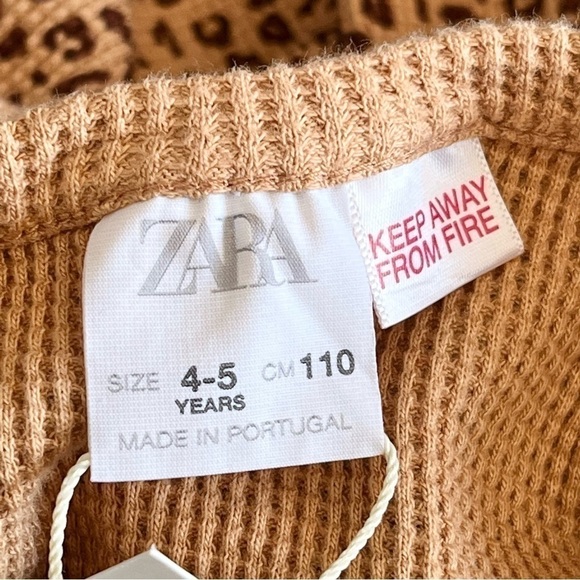 ZARA
SIZE 4-5 CM 110
YEARS
MADE IN PORTUGAL
KEEP AWAY
FROM FIRE